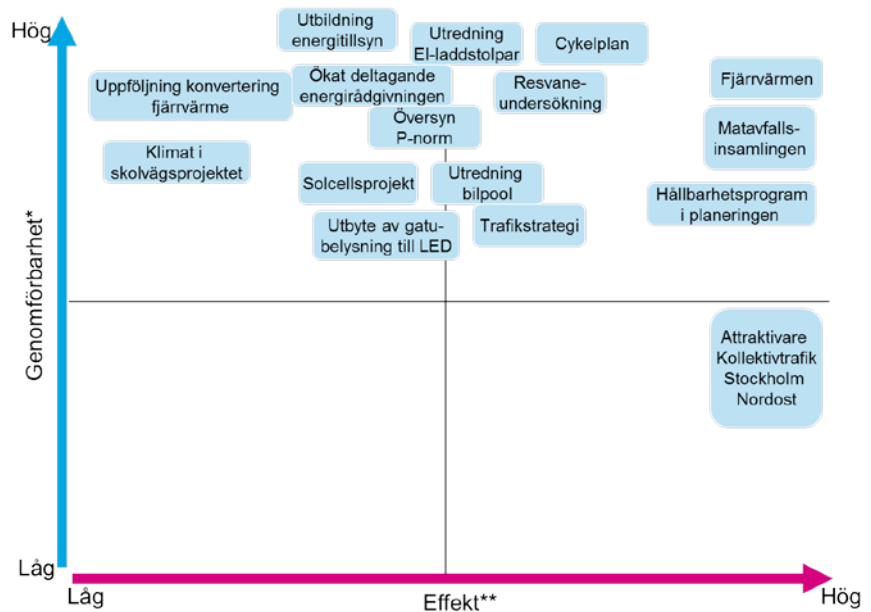 Hög
Utbildning
energitillsyn
Utredning
El-laddstolpar
Cykelplan
Uppföljning konvertering
fjärrvärme
Ökat deltagande
energirådgivningen
Resvane-
undersökning
Fjärrvärmen
Översyn
P-norm
Matavfalls-
insamlingen
Klimat i
skolvägsprojektet
Solcellsprojekt
Utredning
bilpool
Hållbarhetsprogram
i planeringen
Utbyte av gatu-
belysning till LED
Trafikstrategi
Genomförbarhet*
Attraktivare
Kollektivtrafik
Stockholm
Nordost
Låg
Låg
Effekt**
Hög